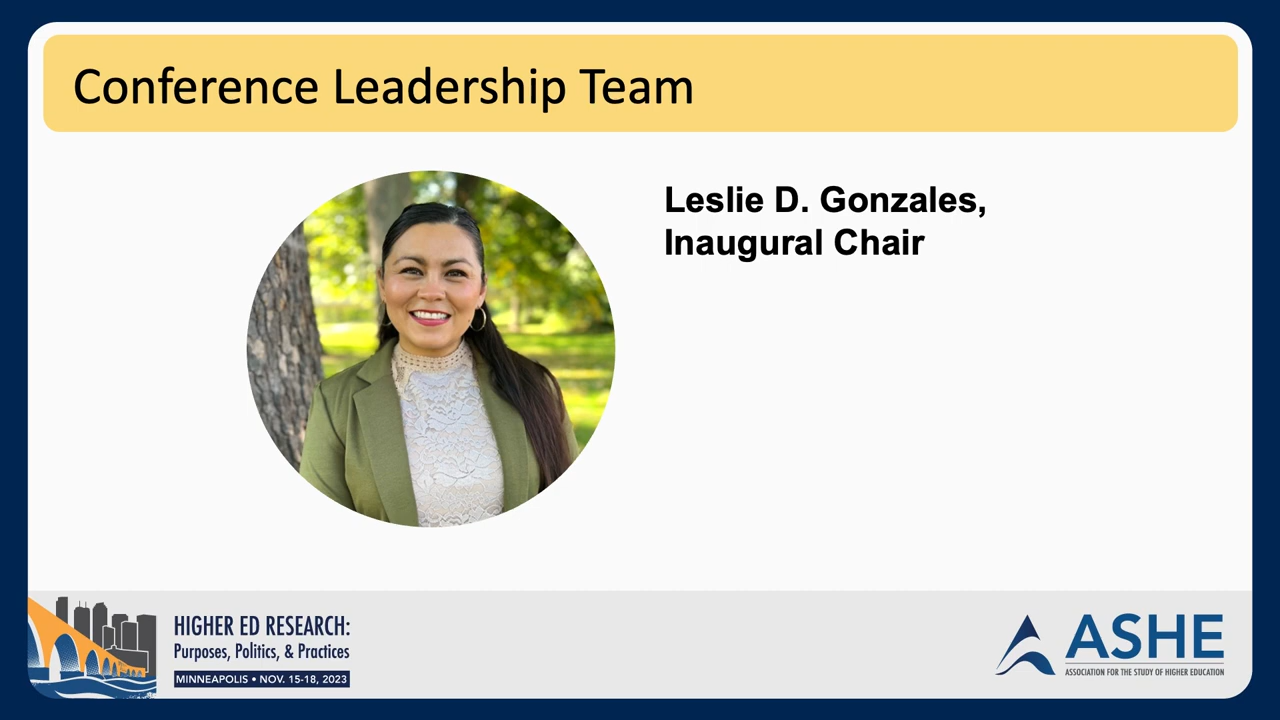 Conference Leadership Team
Leslie D. Gonzales,
Inaugural Chair
HIGHER ED RESEARCH:
Purposes, Politics, & Practices
MINNEAPOLIS • NOV. 15-18, 2023
ASHE
ASSOCIATION FOR THE STUDY OF HIGHER EDUCATION